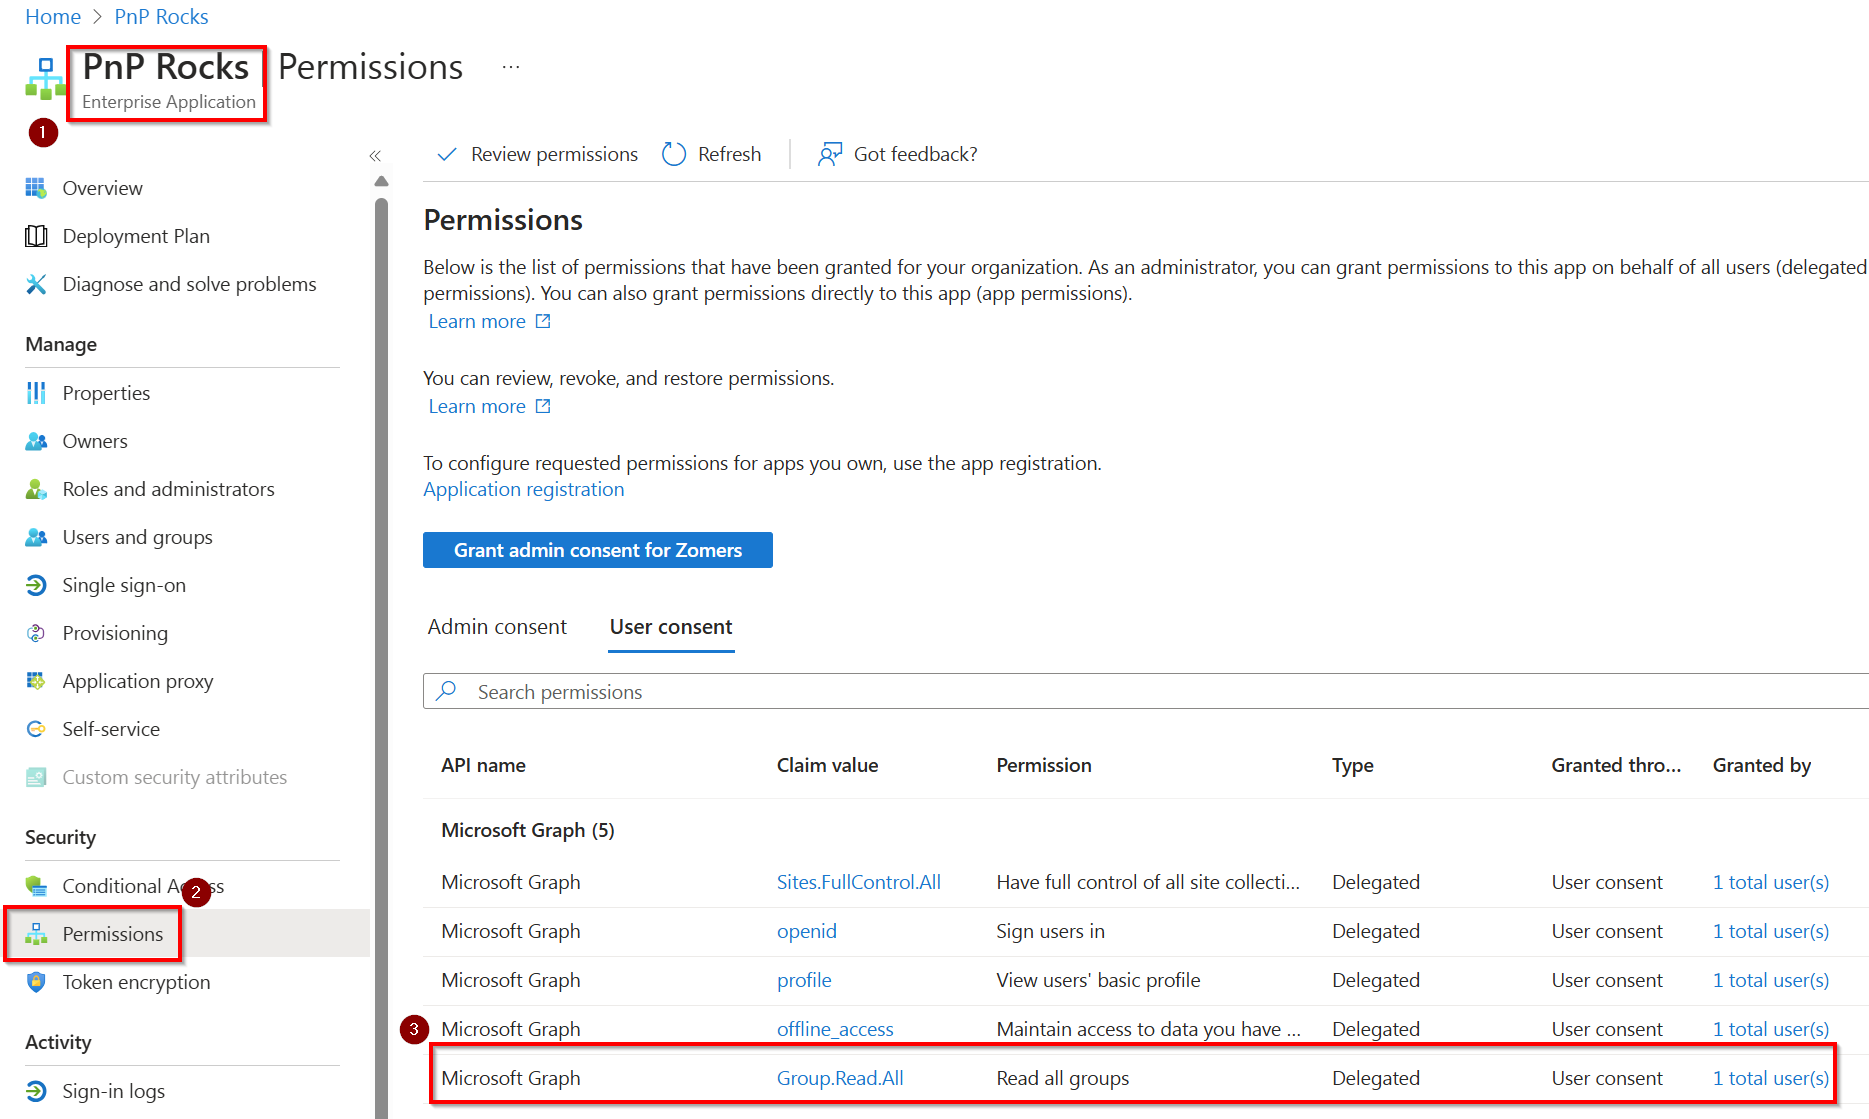 Home > PnP Rocks
PnP Rocks | Permissions ...
Enterprise Application
1
«
Review permissions Refresh Got feedback?
Overview
Deployment Plan
Diagnose and solve problems
Manage
Properties
Owners
Roles and administrators
Users and groups
Single sign-on
Provisioning
Application proxy
Self-service
Custom security attributes
Security
Conditional Access
2
Permissions
Token encryption
Activity
Sign-in logs
Permissions
Below is the list of permissions that have been granted for your organization. As an administrator, you can grant permissions to this app on behalf of all users (delegated
permissions). You can also grant permissions directly to this app (app permissions).
Learn more
You can review, revoke, and restore permissions.
Learn more
To configure requested permissions for apps you own, use the app registration.
Application registration
Grant admin consent for Zomers
Admin consent User consent
Search permissions
API name Claim value Permission Type Granted thro... Granted by
Microsoft Graph (5)
Microsoft Graph Sites.FullControl.All Have full control of all site collecti... Delegated User consent 1 total user(s)
Microsoft Graph openid Sign users in Delegated User consent 1 total user(s)
Microsoft Graph profile View users' basic profile Delegated User consent 1 total user(s)
3 Microsoft Graph offline_access Maintain access to data you have ... Delegated User consent 1 total user(s)
Microsoft Graph Group.Read.All Read all groups Delegated User consent 1 total user(s)